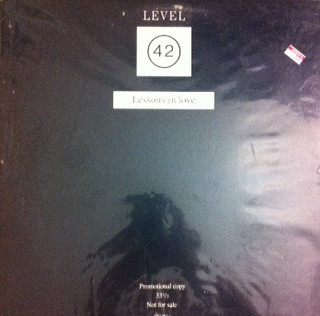 LEVEL
42
Lessons in love
Promotional copy
33⅓
Not for sale